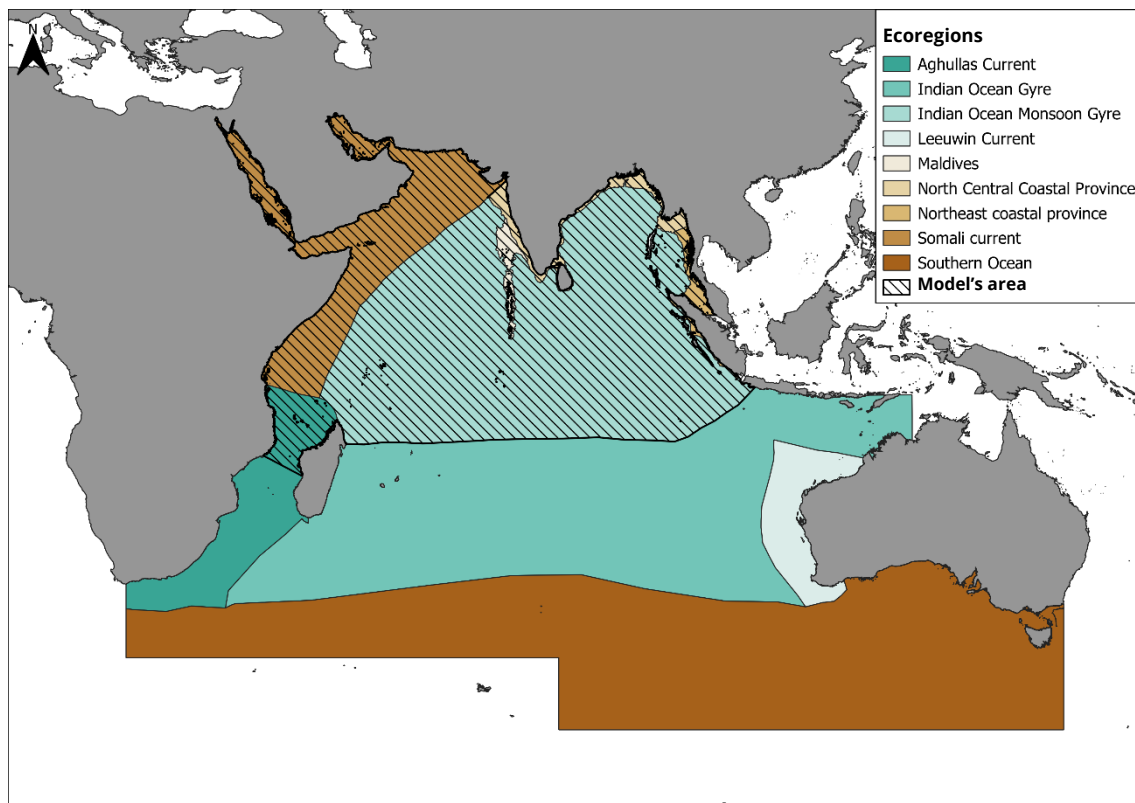 N
Ecoregions
Aghullas Current
Indian Ocean Gyre
Indian Ocean Monsoon Gyre
Leeuwin Current
Maldives
North Central Coastal Province
Northeast coastal province
Somali current
Southern Ocean
Model's area